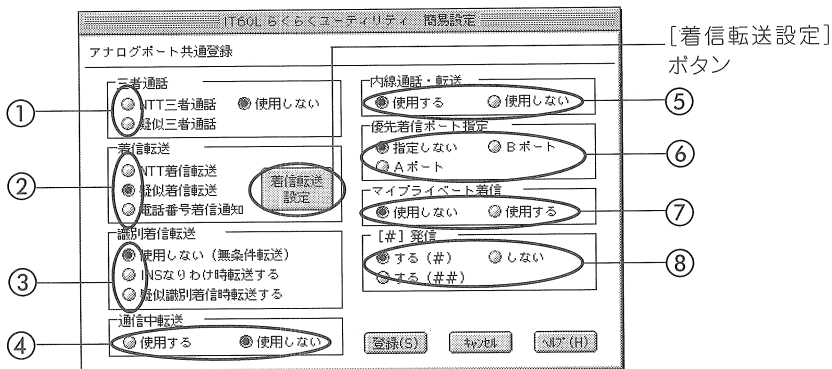 IT60L らくらくユーティリティ 簡易設定
アナログポート共通登録
[着信転送設定]
ボタン
三者通話
NTT三者通話 使用しない
疑似三者通話
①
着信転送
NTT着信転送
疑似着信転送
電話番号着信通知
着信転送
設定
②
識別着信転送
使用しない（無条件転送）
INSなりわけ時転送する
疑似識別着信時転送する
③
通信中転送
使用する 使用しない
④
内線通話・転送
使用する 使用しない
⑤
優先着信ポート指定
指定しない Bポート
Aポート
⑥
マイプライベート着信
使用しない 使用する
⑦
[#] 発信
する (#) しない
する (##)
⑧
登録(S) キャンセル ヘルプ(H)